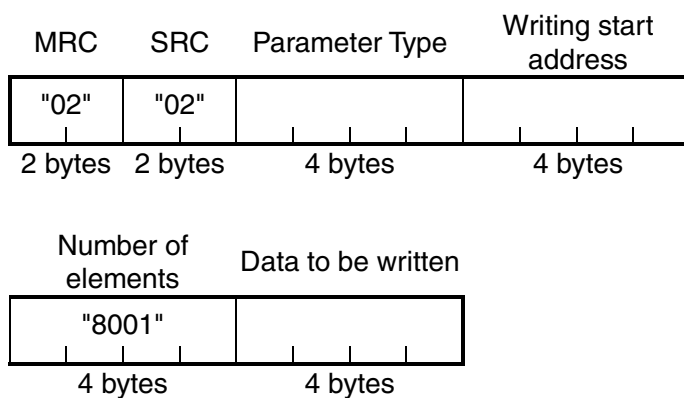 MRC SRC Parameter Type Writing start address
"02" "02"
2 bytes 2 bytes 4 bytes 4 bytes
Number of elements Data to be written
"8001"
4 bytes 4 bytes